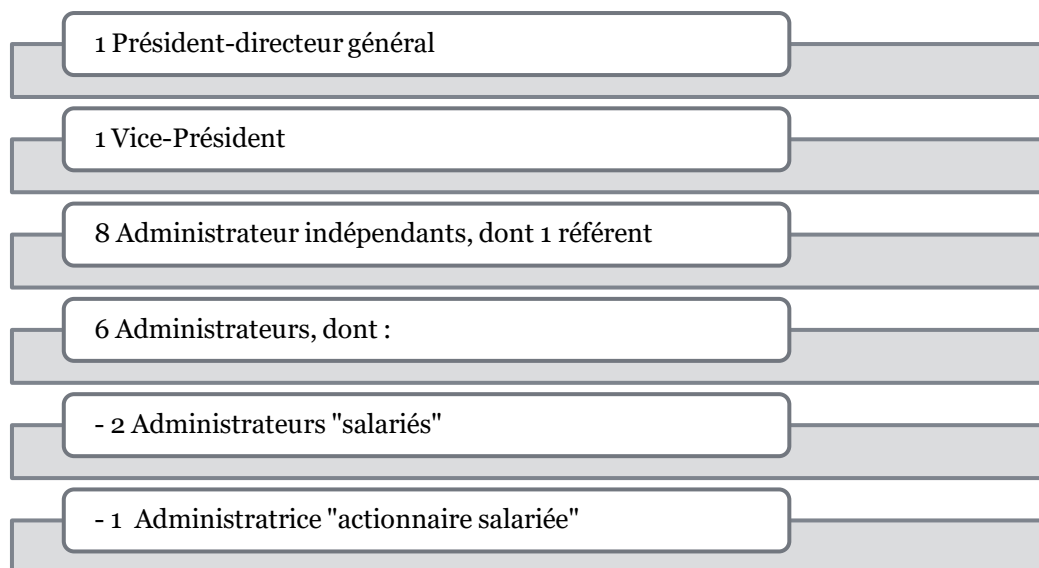 1 Président-directeur général
1 Vice-Président
8 Administrateur indépendants, dont 1 référent
6 Administrateurs, dont :
- 2 Administrateurs "salariés"
- 1 Administratrice "actionnaire salariée"